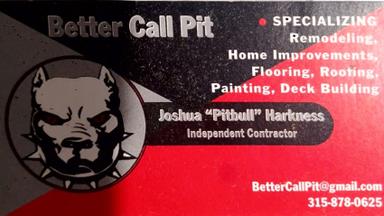 Better Call Pit
• SPECIALIZING
Remodeling,
Home Improvements,
Flooring, Roofing,
Painting, Deck Building
Joshua "Pitbull" Harkness
Independent Contractor
BetterCallPit@gmail.com
315-878-0625